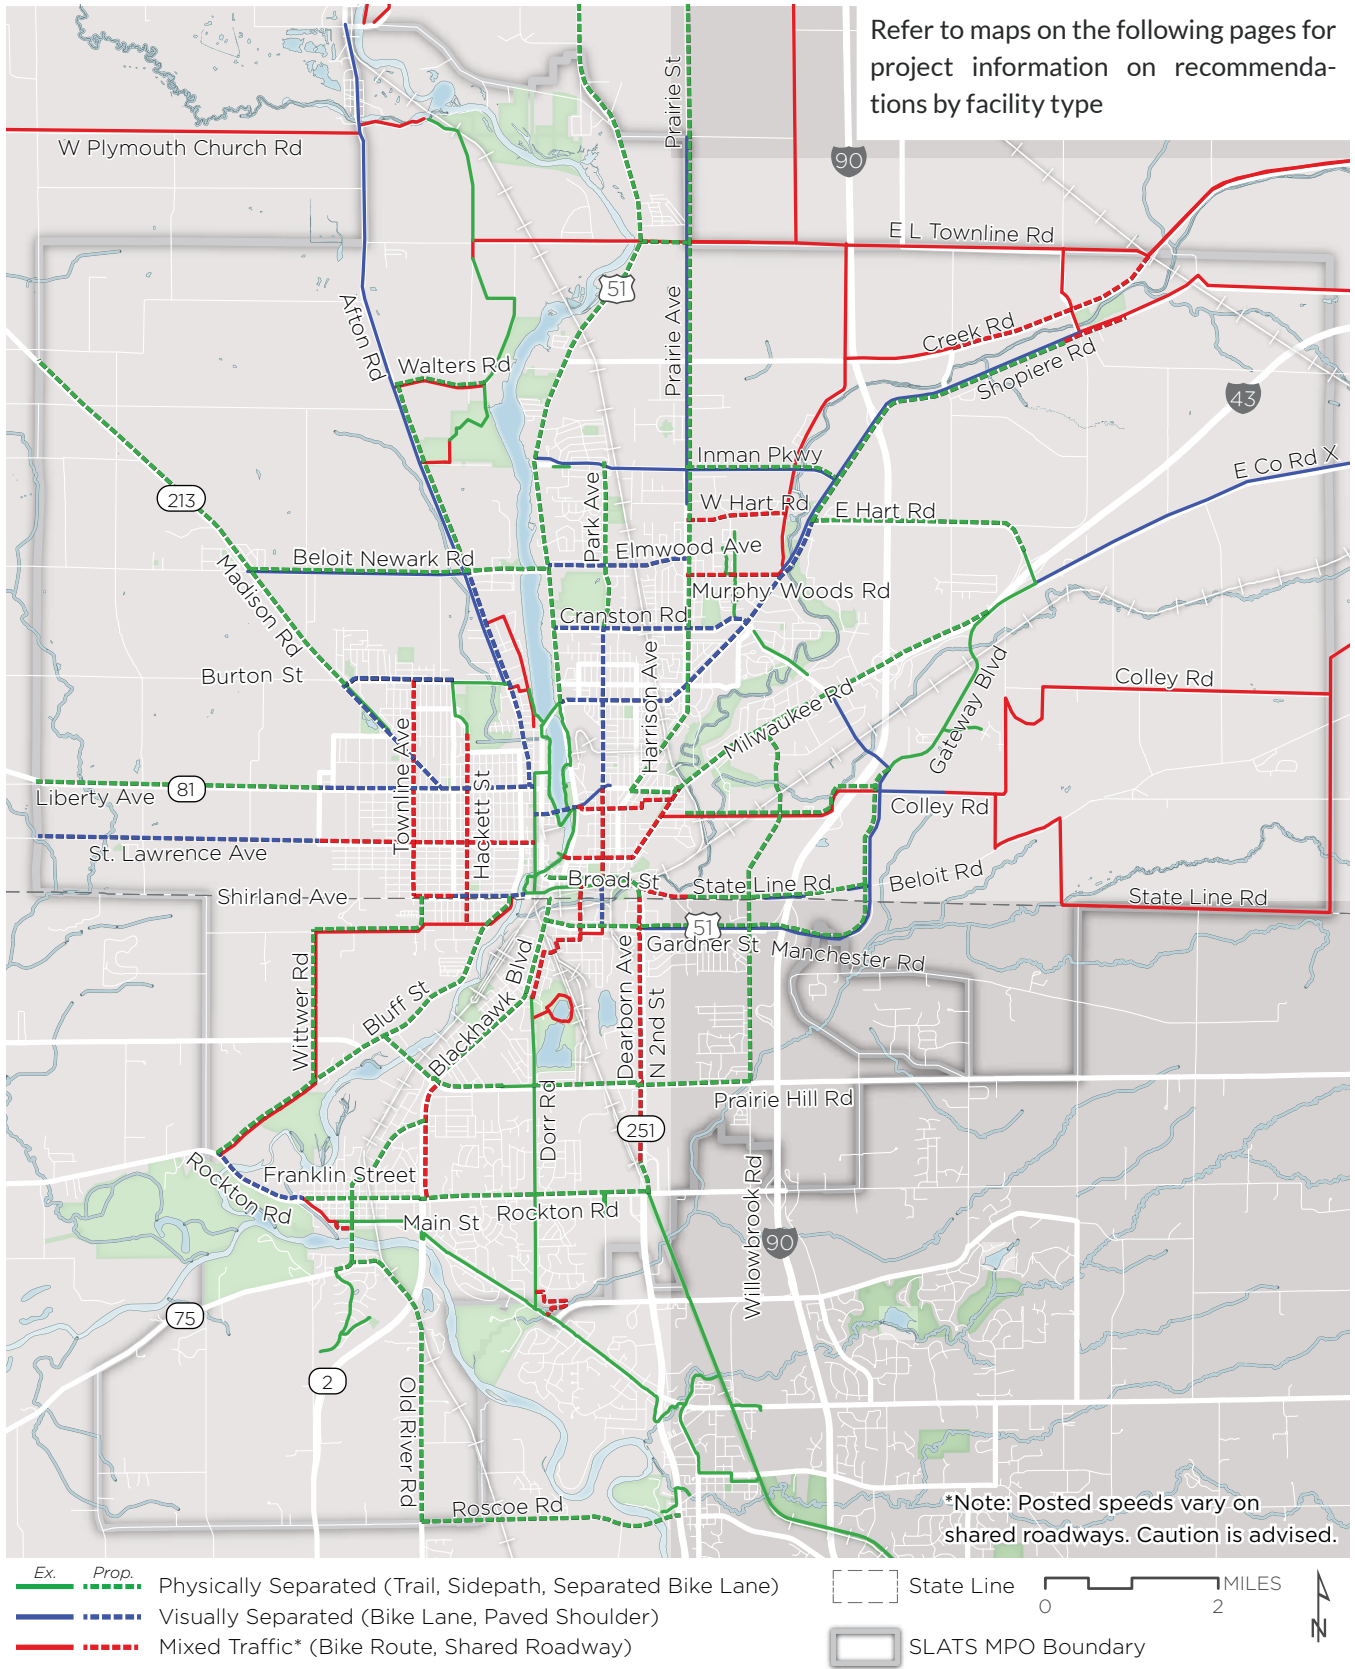 Refer to maps on the following pages for
project information on recommenda-
tions by facility type
Prairie St
W Plymouth Church Rd
90
E L Townline Rd
51
Afton Rd
Prairie Ave
Creek Rd
Walters Rd
Shopiere Rd
43
Inman Pkwy
E Co Rd X
213
Park Ave
W Hart Rd
E Hart Rd
Elmwood Ave
Beloit Newark Rd
Madison Rd
Murphy Woods Rd
Cranston Rd
Burton St
Harrison Ave
Colley Rd
Milwaukee Rd
Gateway Blvd
Townline Ave
Hackett St
81
Liberty Ave
Colley Rd
St. Lawrence Ave
Broad St
State Line Rd
Beloit Rd
Shirland Ave
State Line Rd
51
Gardner St
Manchester Rd
Wittwer Rd
Bluff St
Blackhawk Blvd
Dearborn Ave
N 2nd St
Dorr Rd
Prairie Hill Rd
251
Rockton Rd
Franklin Street
Willowbrook Rd
Main St
Rockton Rd
90
75
2
Old River Rd
Roscoe Rd
*Note: Posted speeds vary on
shared roadways. Caution is advised.
Ex. Prop.
Physically Separated (Trail, Sidepath, Separated Bike Lane)
Visually Separated (Bike Lane, Paved Shoulder)
Mixed Traffic* (Bike Route, Shared Roadway)
State Line
SLATS MPO Boundary
MILES
0 2
N